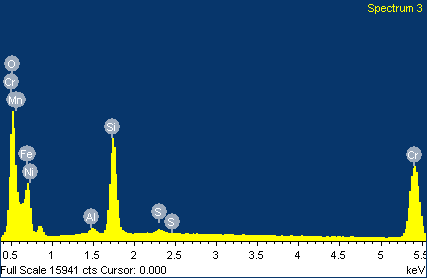 Spectrum 3
O
Cr
Mn
Fe
Ni
Al
Si
S
S
Cr
0.5 1 1.5 2 2.5 3 3.5 4 4.5 5 5.5
Full Scale 15941 cts Cursor: 0.000 keV